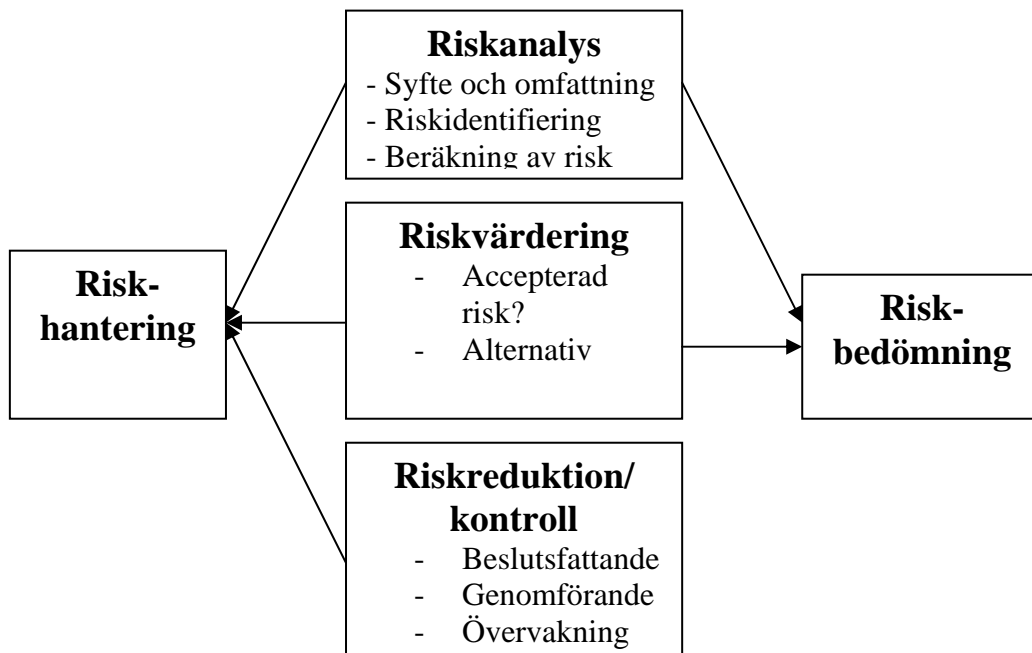 Riskanalys
- Syfte och omfattning
- Riskidentifiering
- Beräkning av risk
Riskvärdering
- Accepterad
risk?
- Alternativ
Risk-
hantering
Risk-
bedömning
Riskreduktion/
kontroll
- Beslutsfattande
- Genomförande
- Övervakning